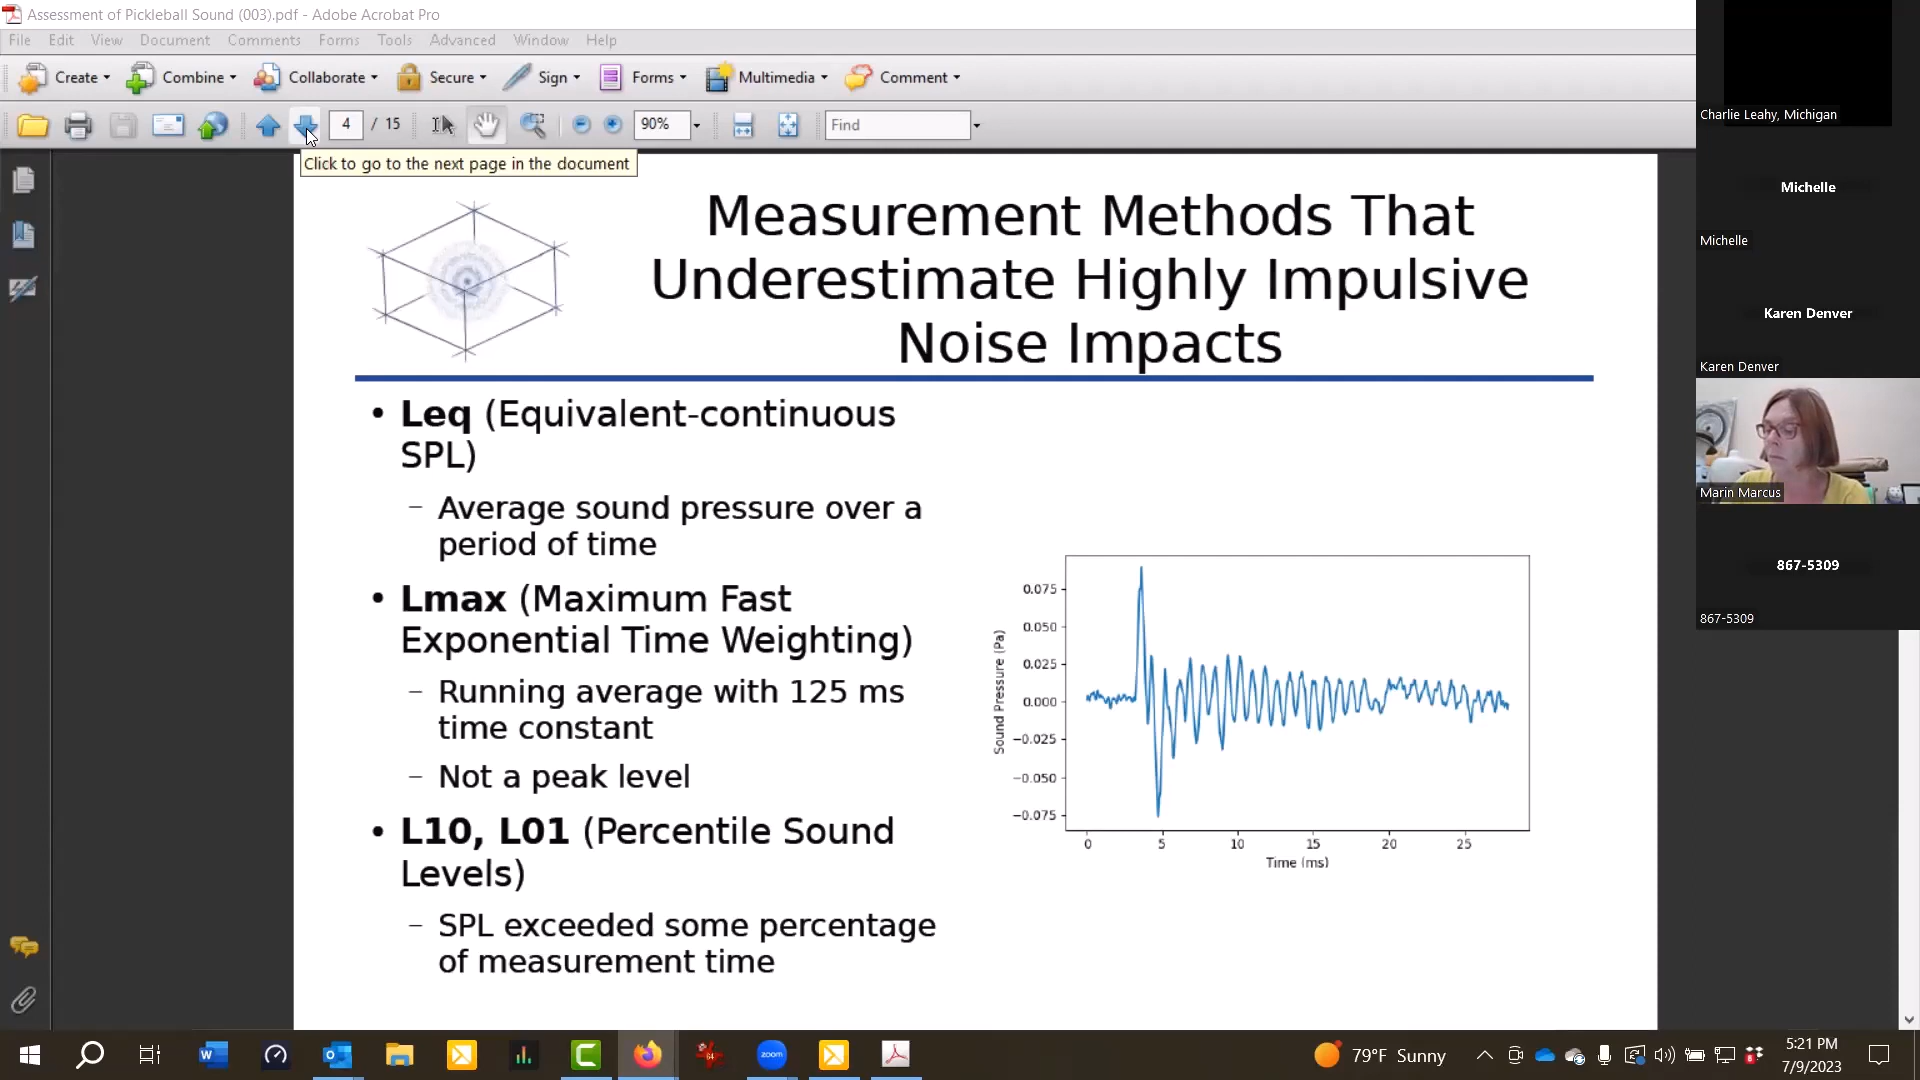 Assessment of Pickleball Sound (003).pdf - Adobe Acrobat Pro
File Edit View Document Comments Forms Tools Advanced Window Help
Create Combine Collaborate Secure Sign Forms Multimedia Comment
4 / 15 90% Find
Click to go to the next page in the document
Measurement Methods That
Underestimate Highly Impulsive
Noise Impacts
• Leq (Equivalent-continuous
SPL)
– Average sound pressure over a
period of time
• Lmax (Maximum Fast
Exponential Time Weighting)
– Running average with 125 ms
time constant
– Not a peak level
• L10, L01 (Percentile Sound
Levels)
– SPL exceeded some percentage
of measurement time
0.075
0.050
0.025
0.000
−0.025
−0.050
−0.075
Sound Pressure (Pa)
0 5 10 15 20 25
Time (ms)
Charlie Leahy, Michigan
Michelle
Michelle
Karen Denver
Karen Denver
Marin Marcus
867-5309
867-5309
zoom
79°F Sunny
5:21 PM
7/9/2023